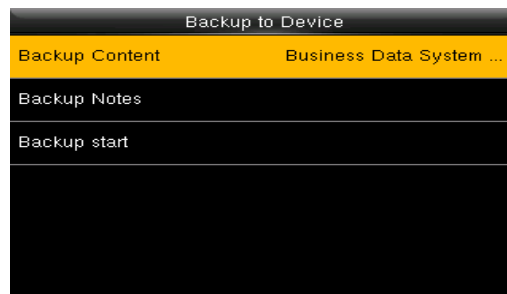 Backup to Device
Backup Content Business Data System ...
Backup Notes
Backup start